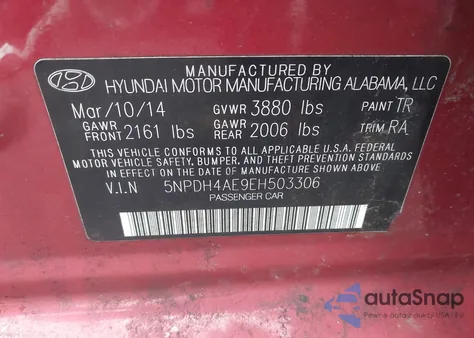 MANUFACTURED BY
HYUNDAI MOTOR MANUFACTURING ALABAMA, LLC
Mar/10/14 GVWR 3880 lbs PAINT TR
GAWR FRONT 2161 lbs GAWR REAR 2006 lbs TRIM RA
THIS VEHICLE CONFORMS TO ALL APPLICABLE U.S.A. FEDERAL
MOTOR VEHICLE SAFETY, BUMPER, AND THEFT PREVENTION
STANDARDS IN EFFECT ON THE DATE OF MANUFACTURE SHOWN ABOVE.
V.I.N 5NPDH4AE9EH503306
PASSENGER CAR
autoSnap